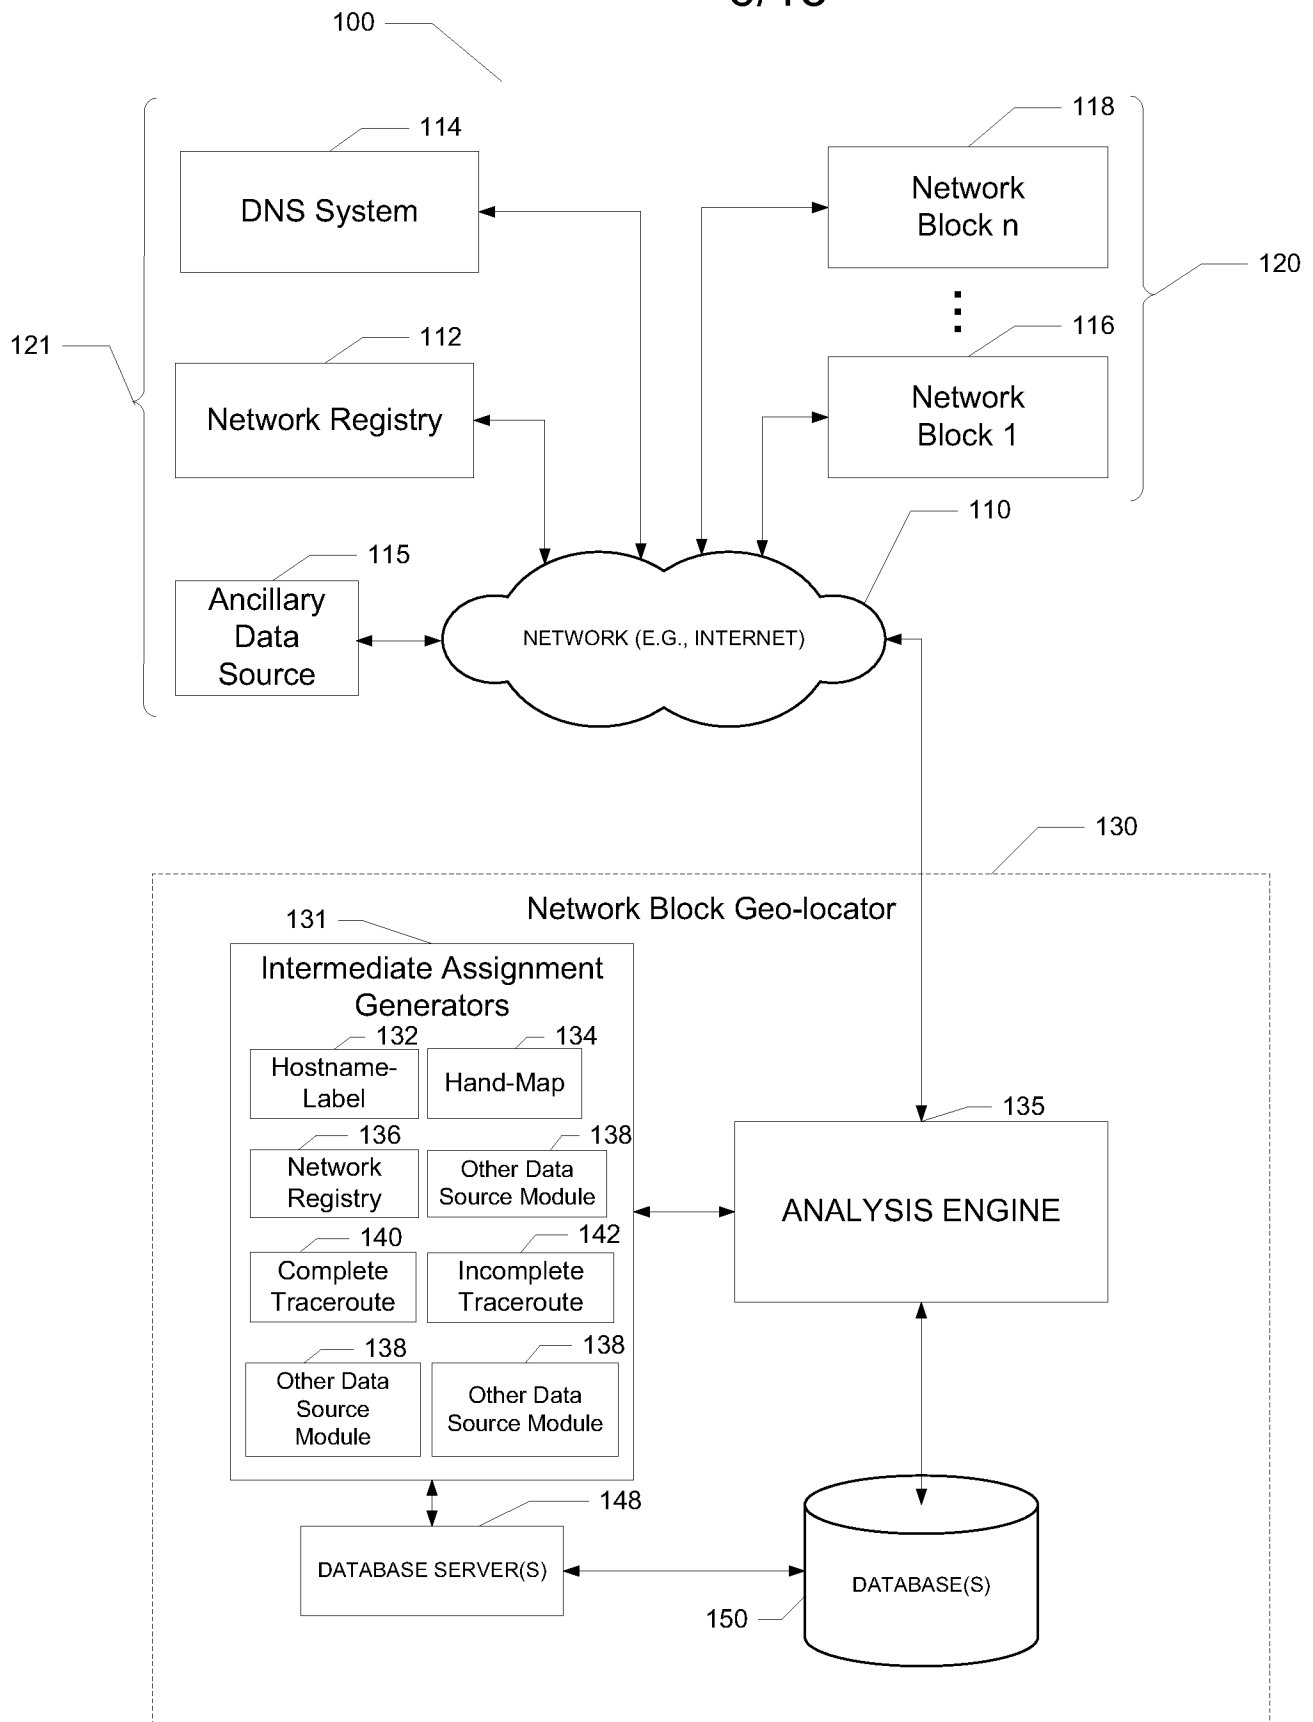 100
114
DNS System
118
Network
Block n
120
112
Network Registry
121
116
Network
Block 1
110
115
Ancillary
Data
Source
NETWORK (E.G., INTERNET)
130
Network Block Geo-locator
131
Intermediate Assignment
Generators
132
Hostname-
Label
134
Hand-Map
136
Network
Registry
138
Other Data
Source Module
140
Complete
Traceroute
142
Incomplete
Traceroute
138
Other Data
Source
Module
138
Other Data
Source Module
135
ANALYSIS ENGINE
148
DATABASE SERVER(S)
150
DATABASE(S)